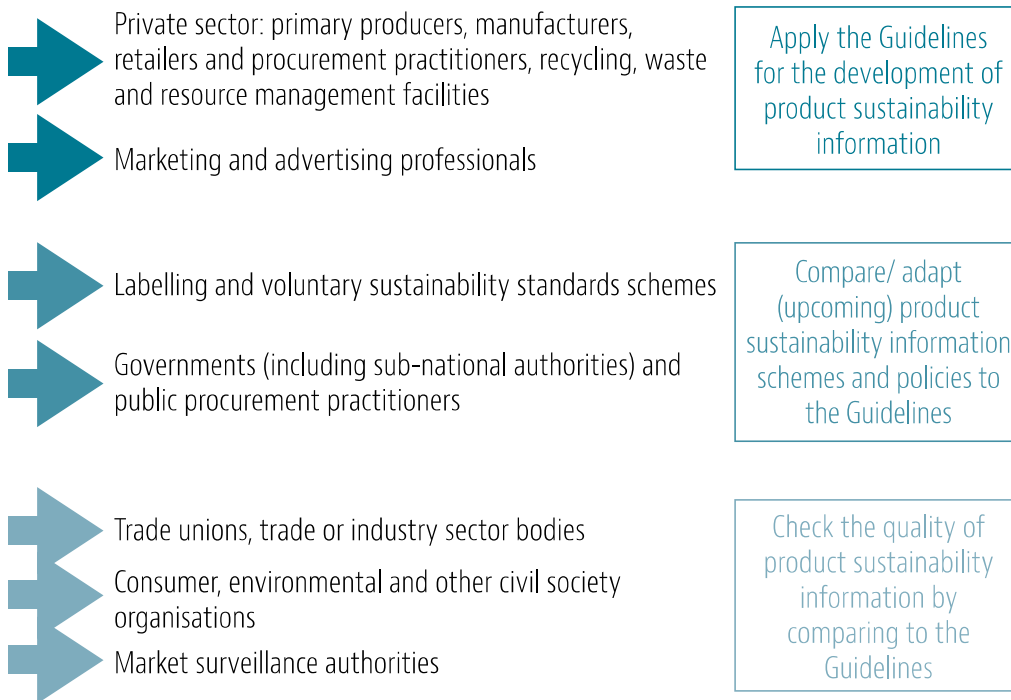 Private sector: primary producers, manufacturers,
retailers and procurement practitioners, recycling, waste
and resource management facilities
Marketing and advertising professionals
Apply the Guidelines
for the development of
product sustainability
information
Labelling and voluntary sustainability standards schemes
Governments (including sub-national authorities) and
public procurement practitioners
Compare/ adapt
(upcoming) product
sustainability information
schemes and policies to
the Guidelines
Trade unions, trade or industry sector bodies
Consumer, environmental and other civil society
organisations
Market surveillance authorities
Check the quality of
product sustainability
information by
comparing to the
Guidelines